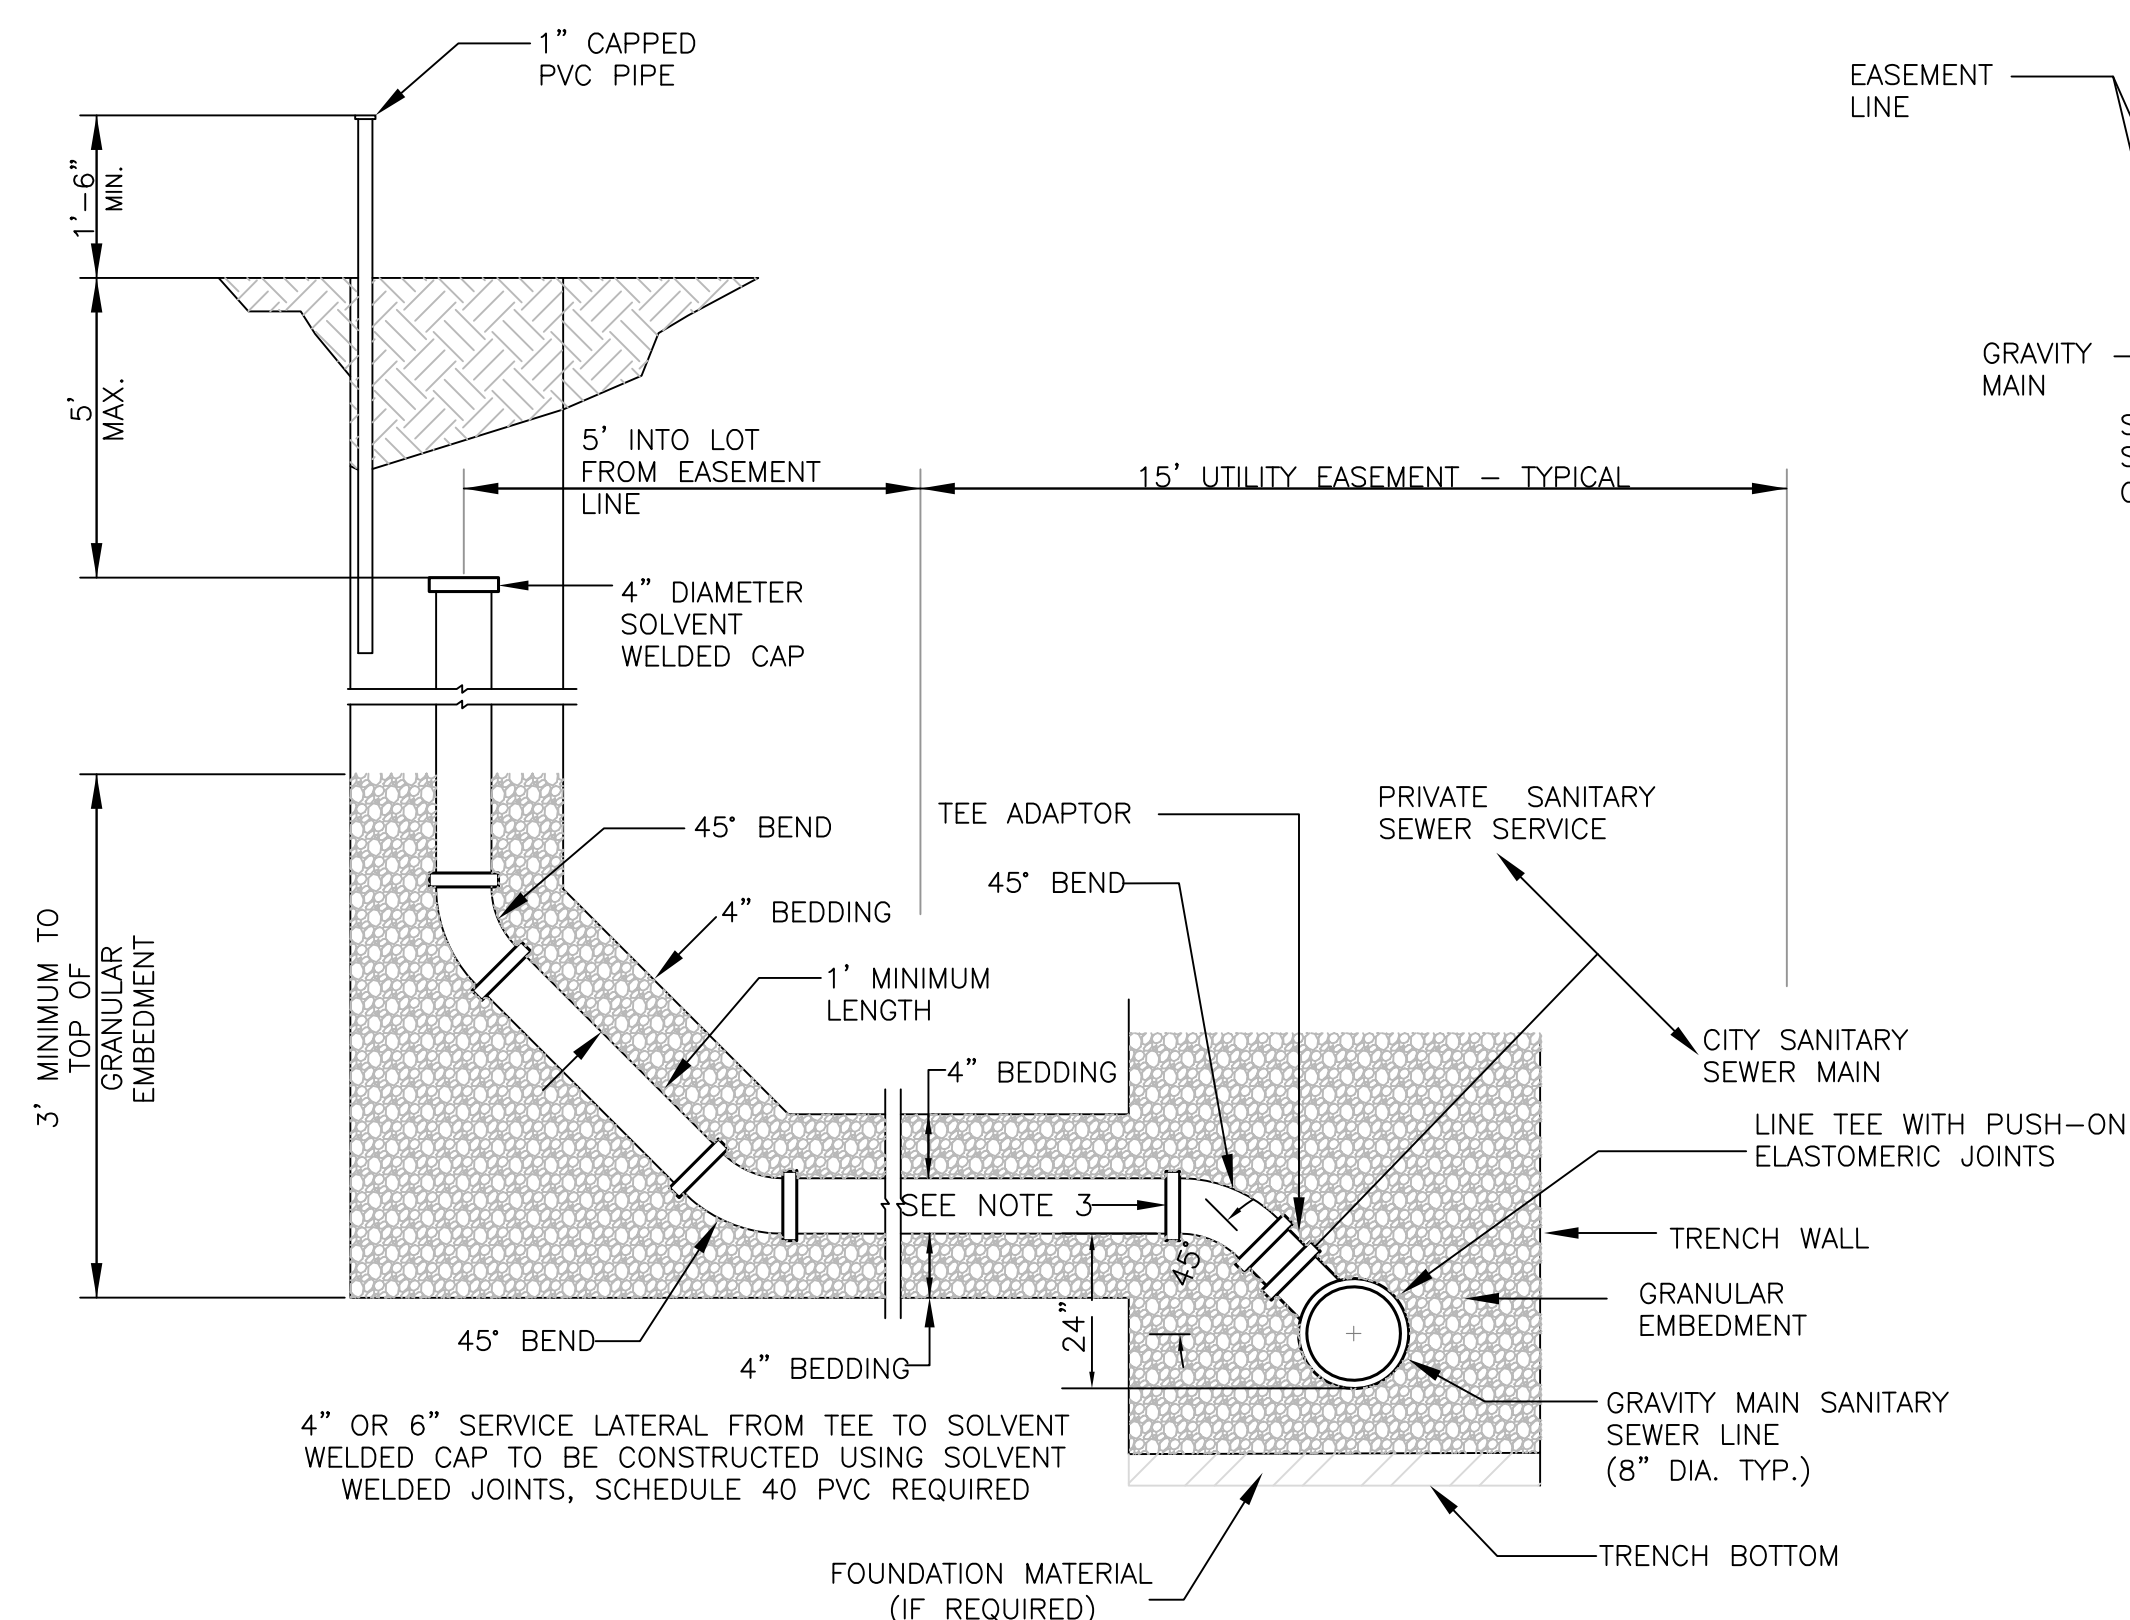 1” CAPPED
PVC PIPE
EASEMENT
LINE
1’–6”
MIN.
GRAVITY
MAIN
5’
MAX.
5’ INTO LOT
FROM EASEMENT
LINE
15’ UTILITY EASEMENT – TYPICAL
4” DIAMETER
SOLVENT
WELDED CAP
PRIVATE SANITARY
SEWER SERVICE
TEE ADAPTOR
45° BEND
45° BEND
4” BEDDING
1’ MINIMUM
LENGTH
3’ MINIMUM TO
TOP OF
GRANULAR
EMBEDMENT
4” BEDDING
CITY SANITARY
SEWER MAIN
LINE TEE WITH PUSH–ON
ELASTOMERIC JOINTS
SEE NOTE 3
TRENCH WALL
45°
24”
GRANULAR
EMBEDMENT
45° BEND
4” BEDDING
GRAVITY MAIN SANITARY
SEWER LINE
(8” DIA. TYP.)
4” OR 6” SERVICE LATERAL FROM TEE TO SOLVENT
WELDED CAP TO BE CONSTRUCTED USING SOLVENT
WELDED JOINTS, SCHEDULE 40 PVC REQUIRED
TRENCH BOTTOM
FOUNDATION MATERIAL
(IF REQUIRED)